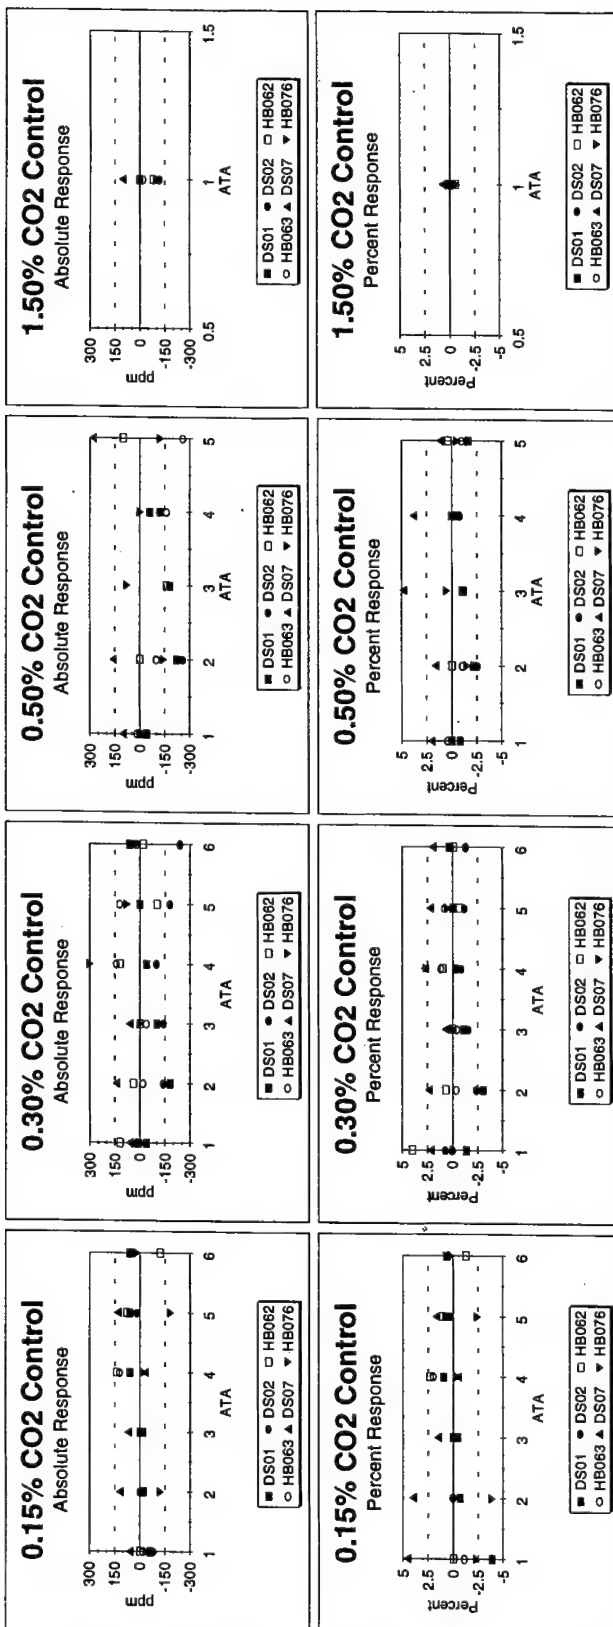 0.15% CO2 Control
Absolute Response
300
150
0
-150
-300
ppm
1 2 3 4 5 6
ATA
■ DS01 ● DS02 □ HB062
○ HB063 ▲ DS07 ▼ HB076
0.30% CO2 Control
Absolute Response
300
150
0
-150
-300
ppm
1 2 3 4 5 6
ATA
■ DS01 ● DS02 □ HB062
○ HB063 ▲ DS07 ▼ HB076
0.50% CO2 Control
Absolute Response
300
150
0
-150
-300
ppm
1 2 3 4 5
ATA
■ DS01 ● DS02 □ HB062
○ HB063 ▲ DS07 ▼ HB076
1.50% CO2 Control
Absolute Response
300
150
0
-150
-300
ppm
0.5 1 1.5
ATA
■ DS01 ● DS02 □ HB062
○ HB063 ▲ DS07 ▼ HB076
0.15% CO2 Control
Percent Response
5
2.5
0
-2.5
-5
Percent
1 2 3 4 5 6
ATA
■ DS01 ● DS02 □ HB062
○ HB063 ▲ DS07 ▼ HB076
0.30% CO2 Control
Percent Response
5
2.5
0
-2.5
-5
Percent
1 2 3 4 5 6
ATA
■ DS01 ● DS02 □ HB062
○ HB063 ▲ DS07 ▼ HB076
0.50% CO2 Control
Percent Response
5
2.5
0
-2.5
-5
Percent
1 2 3 4 5
ATA
■ DS01 ● DS02 □ HB062
○ HB063 ▲ DS07 ▼ HB076
1.50% CO2 Control
Percent Response
5
2.5
0
-2.5
-5
Percent
0.5 1 1.5
ATA
■ DS01 ● DS02 □ HB062
○ HB063 ▲ DS07 ▼ HB076